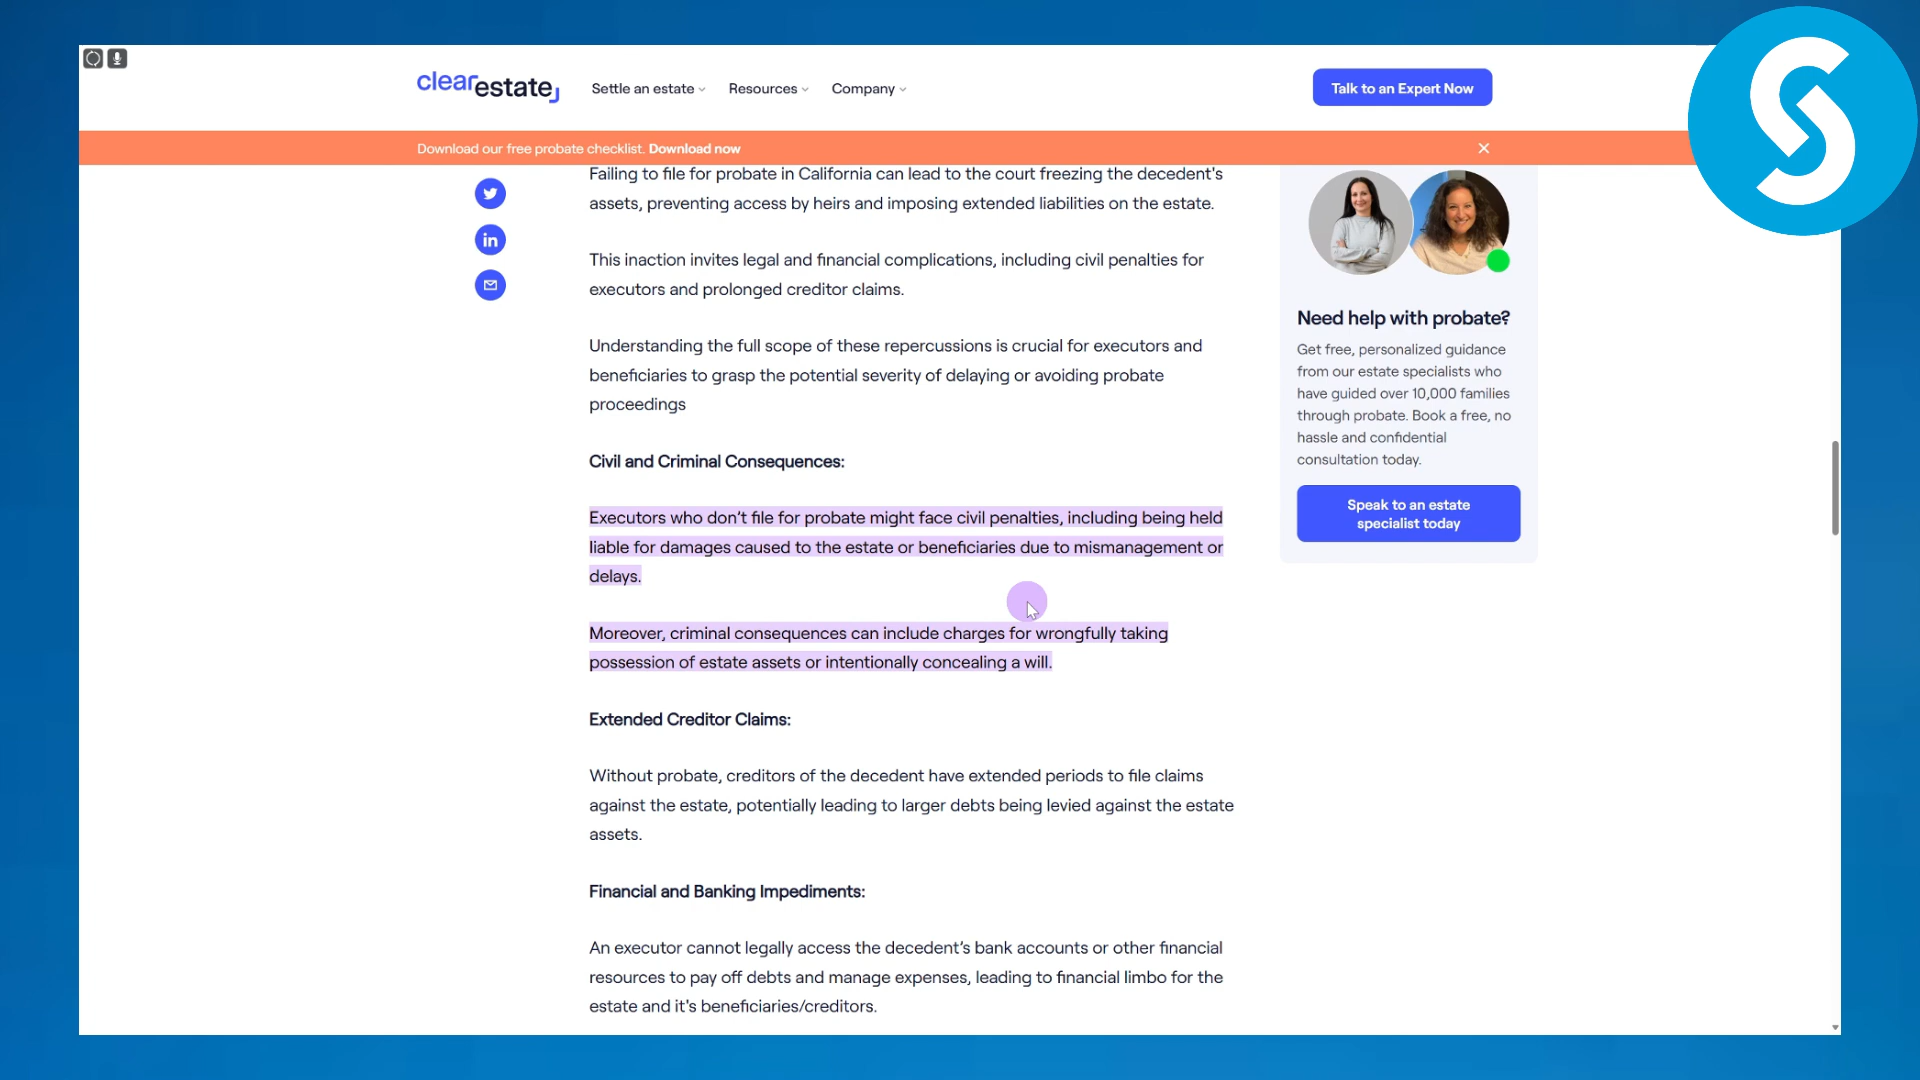 clearestate
Settle an estate
Resources
Company
Talk to an Expert Now
Download our free probate checklist. Download now
Failing to file for probate in California can lead to the court freezing the decedent's
assets, preventing access by heirs and imposing extended liabilities on the estate.
This inaction invites legal and financial complications, including civil penalties for
executors and prolonged creditor claims.
Understanding the full scope of these repercussions is crucial for executors and
beneficiaries to grasp the potential severity of delaying or avoiding probate
proceedings
Civil and Criminal Consequences:
Executors who don’t file for probate might face civil penalties, including being held
liable for damages caused to the estate or beneficiaries due to mismanagement or
delays.
Moreover, criminal consequences can include charges for wrongfully taking
possession of estate assets or intentionally concealing a will.
Extended Creditor Claims:
Without probate, creditors of the decedent have extended periods to file claims
against the estate, potentially leading to larger debts being levied against the estate
assets.
Financial and Banking Impediments:
An executor cannot legally access the decedent’s bank accounts or other financial
resources to pay off debts and manage expenses, leading to financial limbo for the
estate and it's beneficiaries/creditors.
Need help with probate?
Get free, personalized guidance
from our estate specialists who
have guided over 10,000 families
through probate. Book a free, no
hassle and confidential
consultation today.
Speak to an estate
specialist today